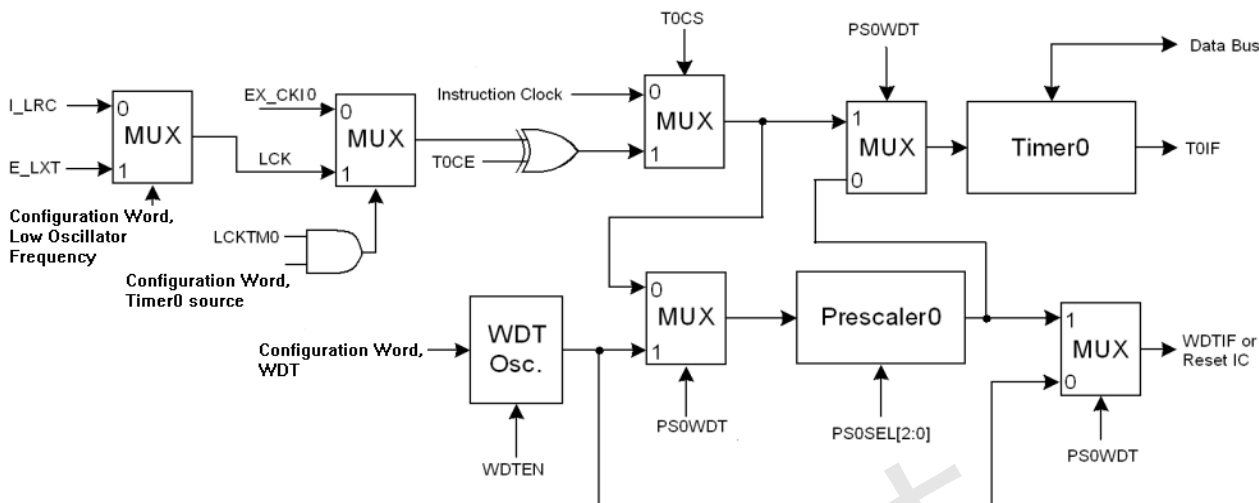 T0CS
PS0WDT
Data Bus
I_LRC
0
MUX
E_LXT
1
Configuration Word,
Low Oscillator
Frequency
EX_CKI0
0
MUX
LCK
1
LCKTM0
Configuration Word,
Timer0 source
T0CE
Instruction Clock
0
MUX
1
1
MUX
0
Timer0
T0IF
Configuration Word,
WDT
WDT
Osc.
WDTEN
0
MUX
1
PS0WDT
Prescaler0
PS0SEL[2:0]
1
MUX
0
WDTIF or
Reset IC
PS0WDT